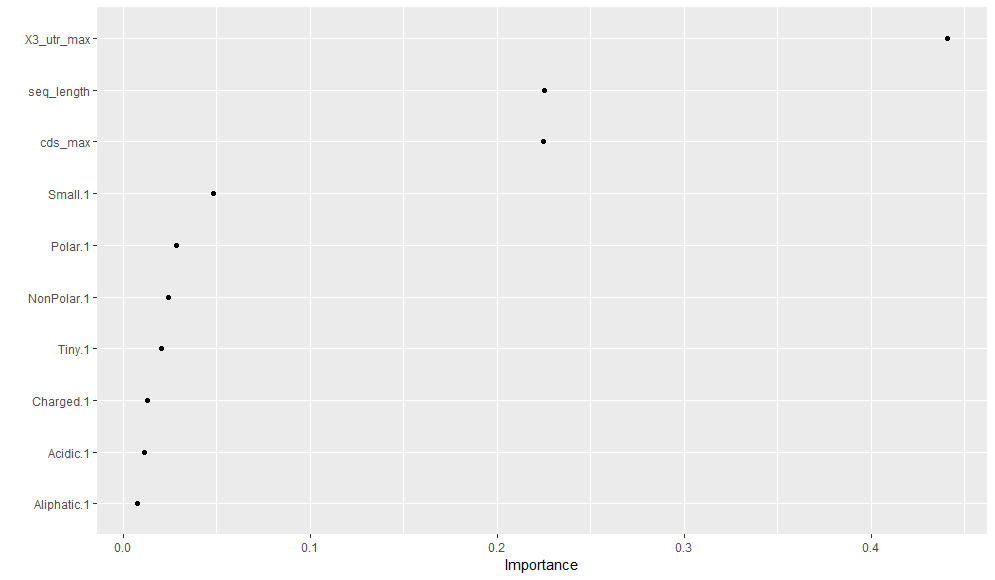 X3_utr_max
seq_length
cds_max
Small.1
Polar.1
NonPolar.1
Tiny.1
Charged.1
Acidic.1
Aliphatic.1
0.0 0.1 0.2 0.3 0.4
Importance